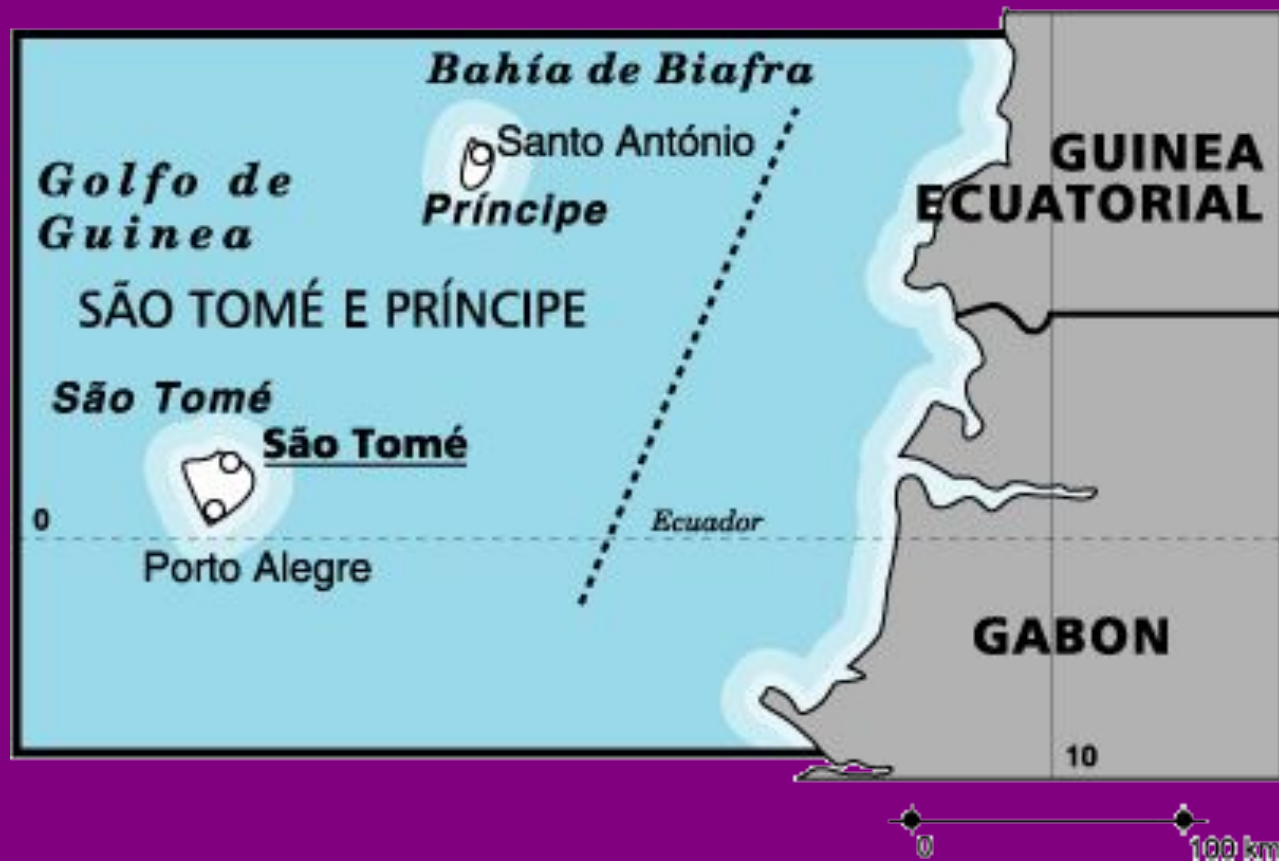 Bahía de Biafra
Santo António
Príncipe
Golfo de
Guinea
GUINEA
ECUATORIAL
SÃO TOMÉ E PRÍNCIPE
São Tomé
São Tomé
0
Ecuador
Porto Alegre
GABON
10
0
100 km